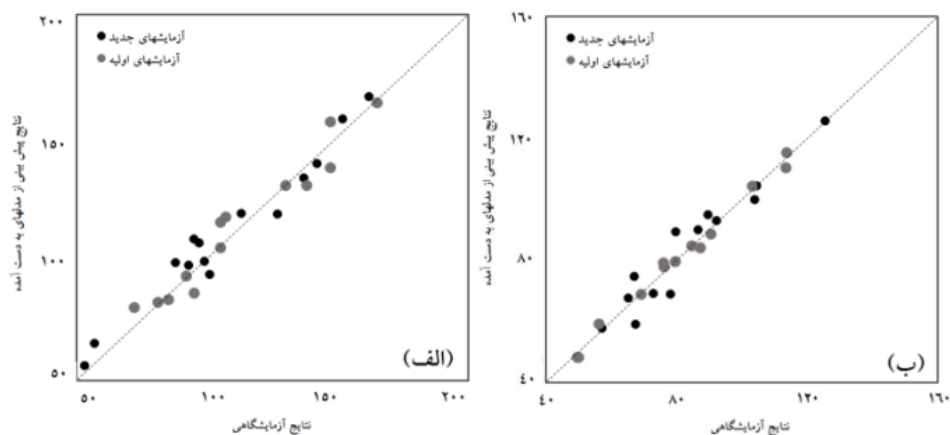 ۲۰۰
آزمایشهای جدید
آزمایشهای اولیه
۱۵۰
۱۰۰
۵۰
نتایج پیش بینی از مدلهای به دست آمده
(الف)
۵۰
۱۰۰
۱۵۰
۲۰۰
نتایج آزمایشگاهی
۱۶۰
آزمایشهای جدید
آزمایشهای اولیه
۱۲۰
۸۰
۴۰
نتایج پیش بینی از مدلهای به دست آمده
(ب)
۴۰
۸۰
۱۲۰
۱۶۰
نتایج آزمایشگاهی